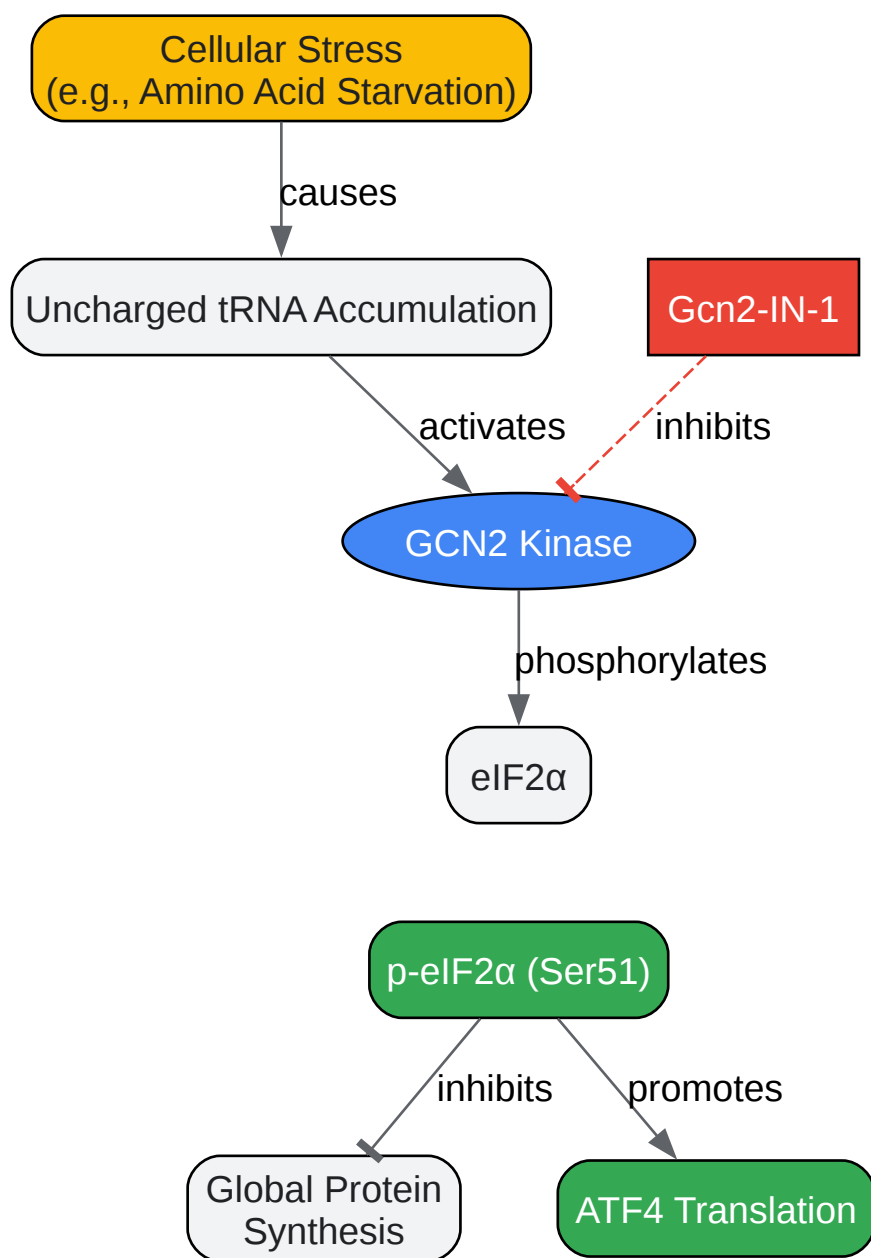 Cellular Stress
(e.g., Amino Acid Starvation)
causes
Uncharged tRNA Accumulation
Gcn2-IN-1
activates
inhibits
GCN2 Kinase
phosphorylates
eIF2α
p-eIF2α (Ser51)
inhibits
promotes
Global Protein
Synthesis
ATF4 Translation